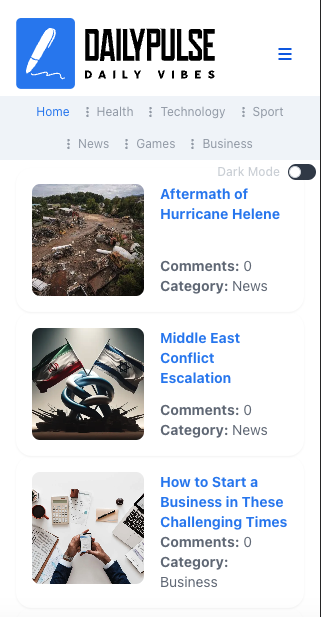 DAILYPULSE
DAILY VIBES
Home ⋮ Health ⋮ Technology ⋮ Sport
⋮ News ⋮ Games ⋮ Business
Dark Mode
Aftermath of
Hurricane Helene
Comments: 0
Category: News
Middle East
Conflict
Escalation
Comments: 0
Category: News
How to Start a
Business in These
Challenging Times
Comments: 0
Category:
Business